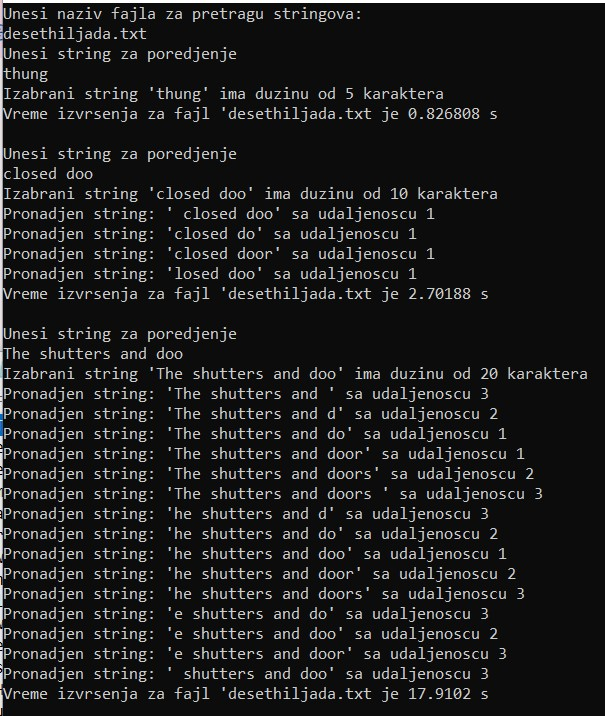 Unesi naziv fajla za pretragu stringova:
desethiljada.txt
Unesi string za poredjenje
thung
Izabrani string 'thung' ima duzinu od 5 karaktera
Vreme izvrsenja za fajl 'desethiljada.txt je 0.826808 s
Unesi string za poredjenje
closed doo
Izabrani string 'closed doo' ima duzinu od 10 karaktera
Pronadjen string: ' closed doo' sa udaljenoscu 1
Pronadjen string: 'closed do' sa udaljenoscu 1
Pronadjen string: 'closed door' sa udaljenoscu 1
Pronadjen string: 'losed doo' sa udaljenoscu 1
Vreme izvrsenja za fajl 'desethiljada.txt je 2.70188 s
Unesi string za poredjenje
The shutters and doo
Izabrani string 'The shutters and doo' ima duzinu od 20 karaktera
Pronadjen string: 'The shutters and ' sa udaljenoscu 3
Pronadjen string: 'The shutters and d' sa udaljenoscu 2
Pronadjen string: 'The shutters and do' sa udaljenoscu 1
Pronadjen string: 'The shutters and door' sa udaljenoscu 1
Pronadjen string: 'The shutters and doors' sa udaljenoscu 2
Pronadjen string: 'The shutters and doors ' sa udaljenoscu 3
Pronadjen string: 'he shutters and d' sa udaljenoscu 3
Pronadjen string: 'he shutters and do' sa udaljenoscu 2
Pronadjen string: 'he shutters and doo' sa udaljenoscu 1
Pronadjen string: 'he shutters and door' sa udaljenoscu 2
Pronadjen string: 'he shutters and doors' sa udaljenoscu 3
Pronadjen string: 'e shutters and do' sa udaljenoscu 3
Pronadjen string: 'e shutters and doo' sa udaljenoscu 2
Pronadjen string: 'e shutters and door' sa udaljenoscu 3
Pronadjen string: ' shutters and doo' sa udaljenoscu 3
Vreme izvrsenja za fajl 'desethiljada.txt je 17.9102 s